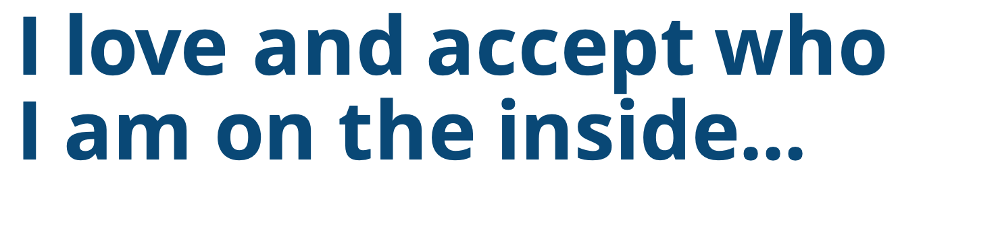 I love and accept who
I am on the inside...